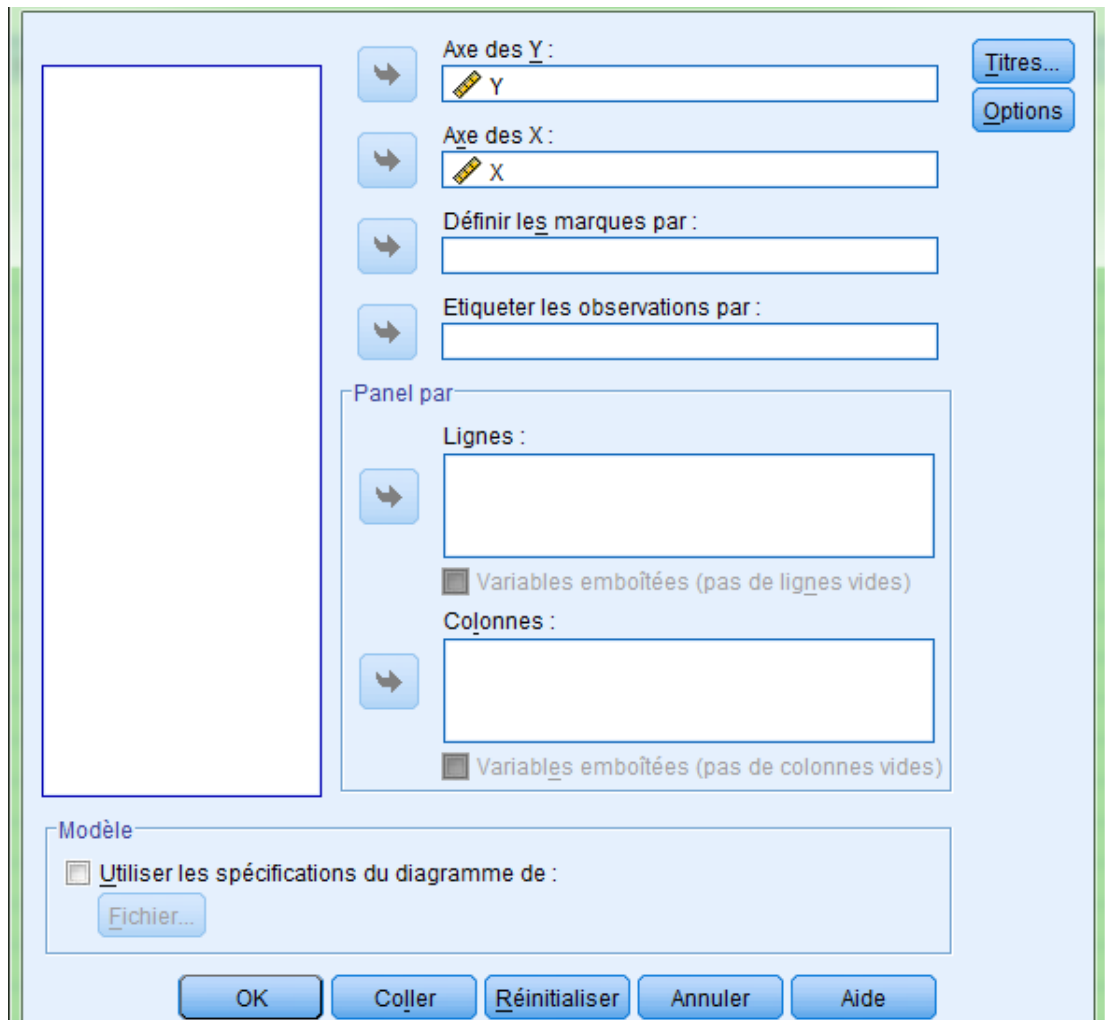 Axe des Y :
Y
Titres...
Options
Axe des X :
X
Définir les marques par :
Etiqueter les observations par :
Panel par
Lignes :
Variables emboîtées (pas de lignes vides)
Colonnes :
Variables emboîtées (pas de colonnes vides)
Modèle
Utiliser les spécifications du diagramme de :
Fichier...
OK
Coller
Réinitialiser
Annuler
Aide